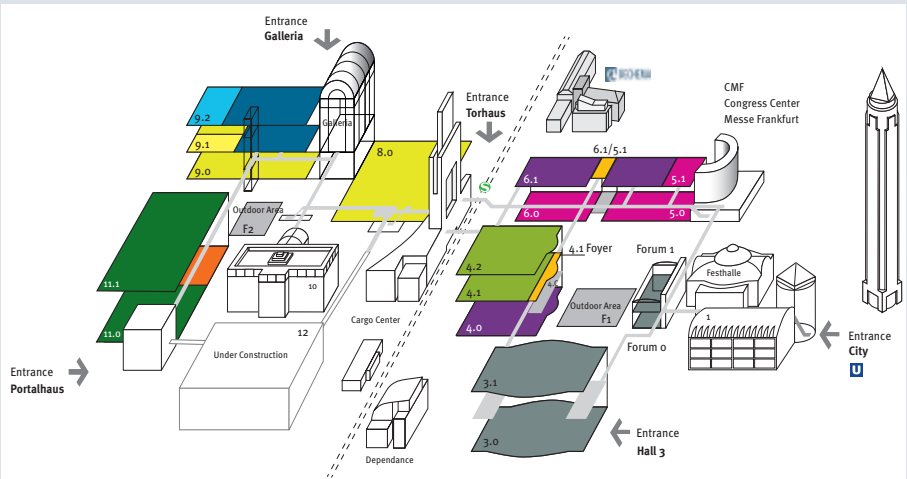 Entrance
Galleria
Entrance
Torhaus
CMF
Congress Center
Messe Frankfurt
9.2
9.1
9.0
Galleria
8.0
6.1/5.1
6.1
5.1
6.0
5.0
S
Outdoor Area
F2
11.1
11.0
10
12
Under Construction
Cargo Center
Dependance
4.2
4.1
4.0
4.1 Foyer
Outdoor Area
F1
Forum 1
Forum 0
Festhalle
1
3.1
3.0
Entrance
Portalhaus
Entrance
City
U
Entrance
Hall 3